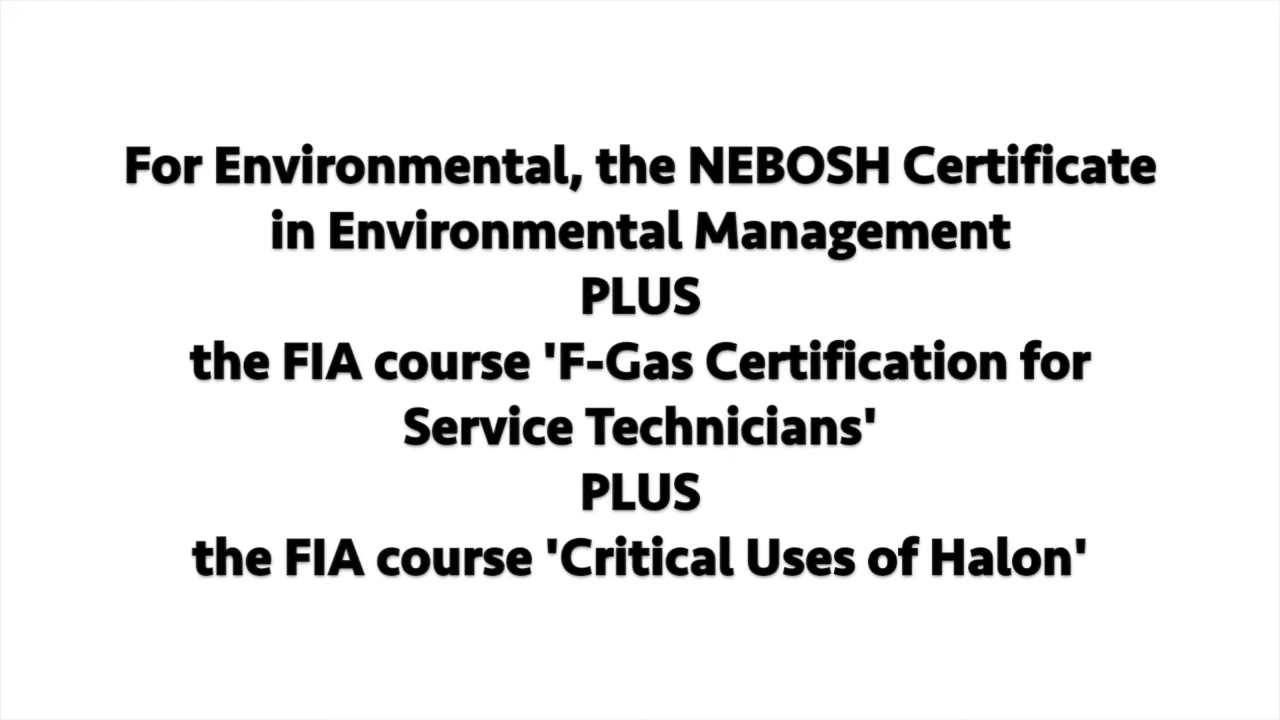 For Environmental, the NEBOSH Certificate
in Environmental Management
PLUS
the FIA course 'F-Gas Certification for
Service Technicians'
PLUS
the FIA course 'Critical Uses of Halon'